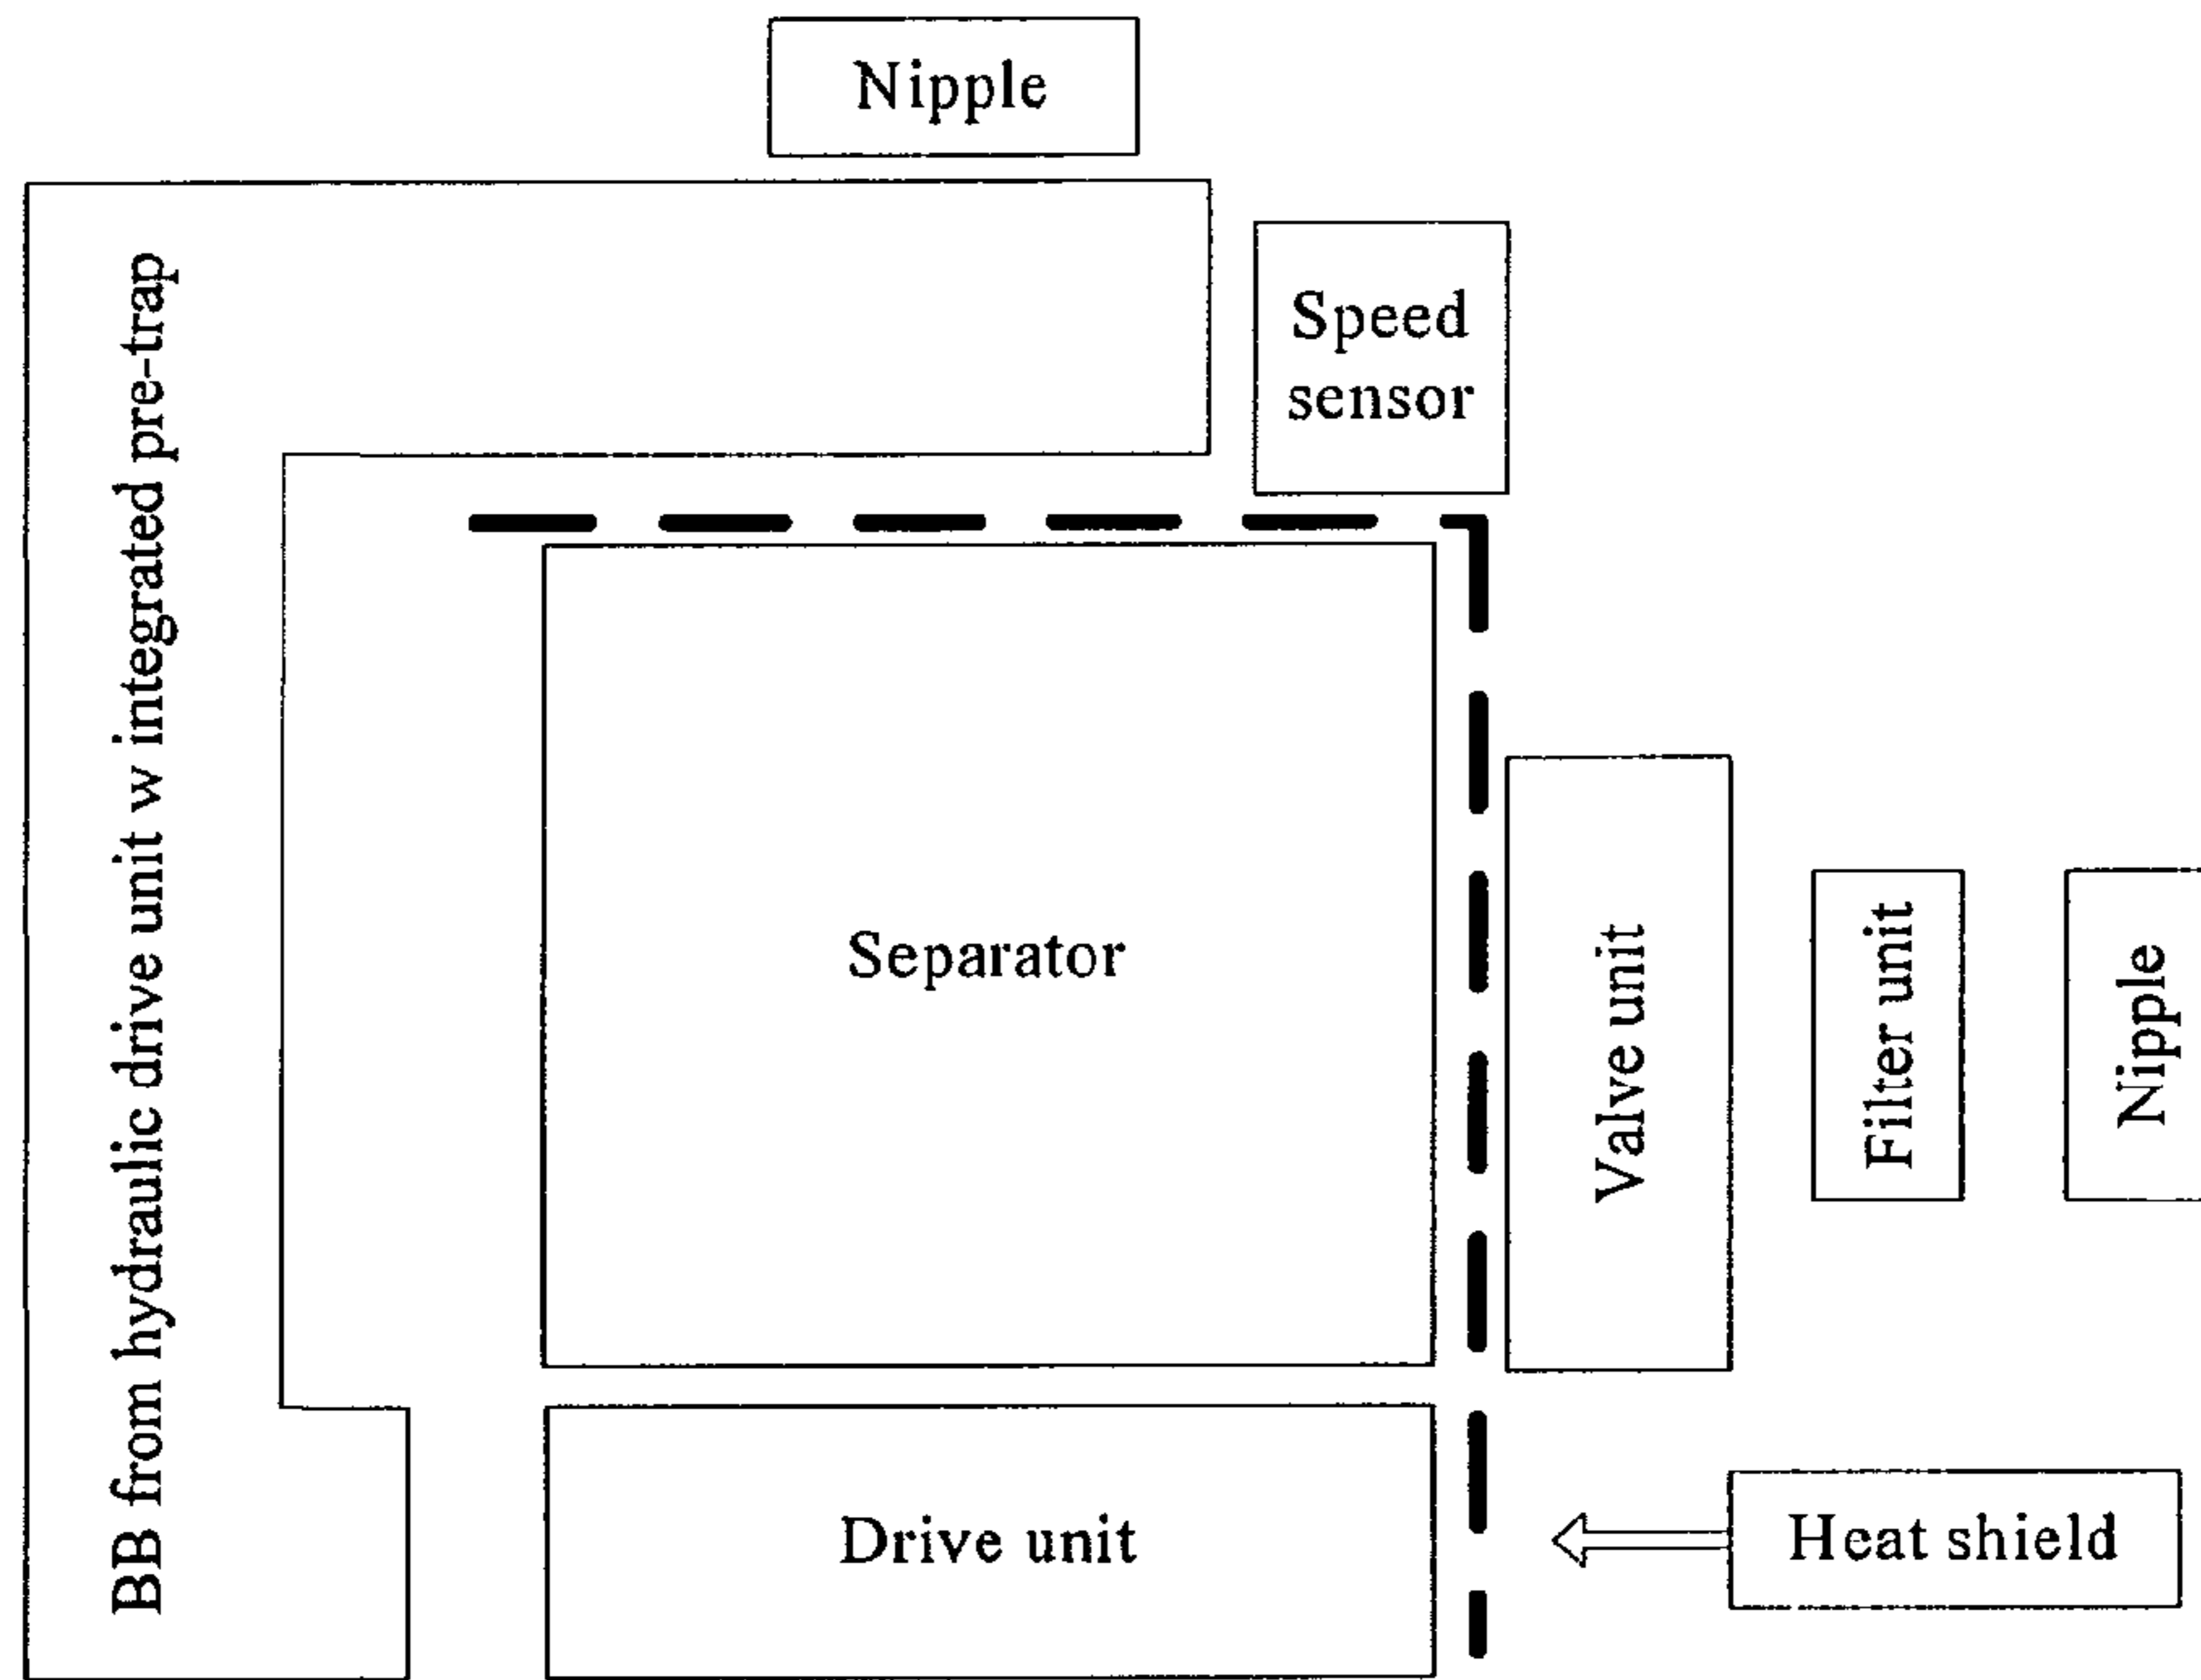 Nipple
Speed
sensor
BB from hydraulic drive unit w integrated pre-trap
Separator
Valve unit
Filter unit
Nipple
Drive unit
Heat shield